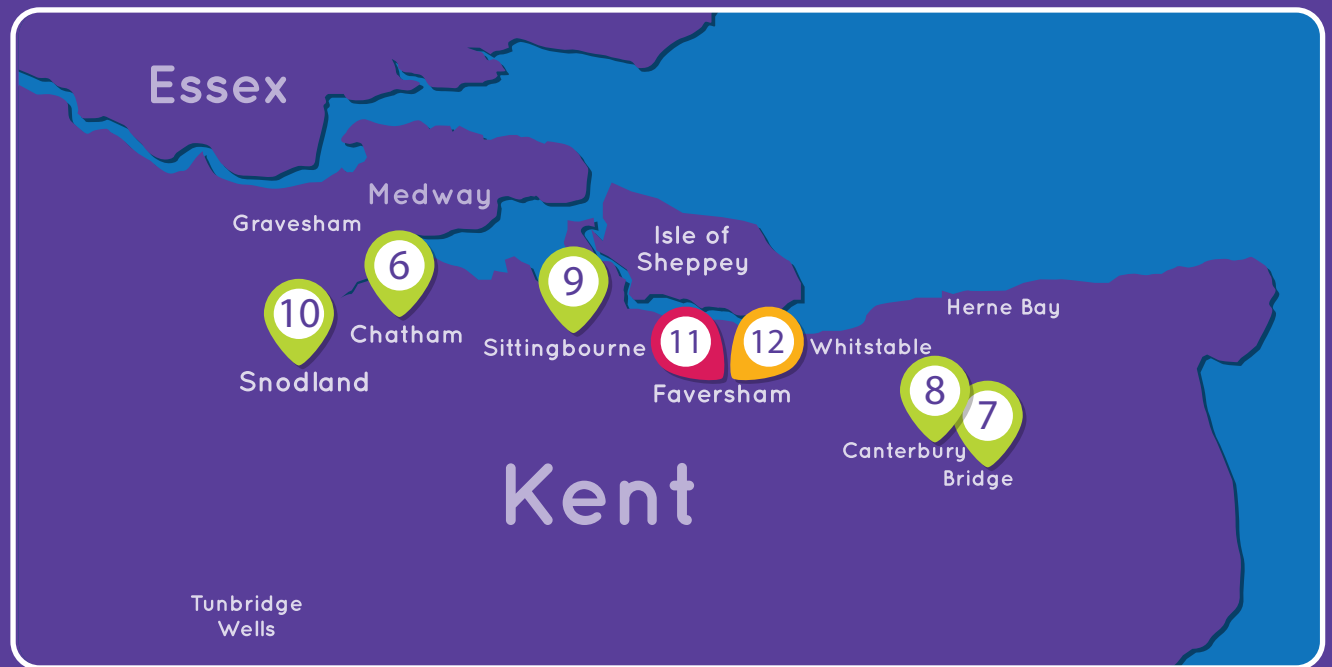 Essex
Medway
Gravesham
Isle of
Sheppey
6
9
10
Herne Bay
Chatham
Sittingbourne
11
12
Whitstable
Snodland
Faversham
8
7
Canterbury
Bridge
Kent
Tunbridge
Wells